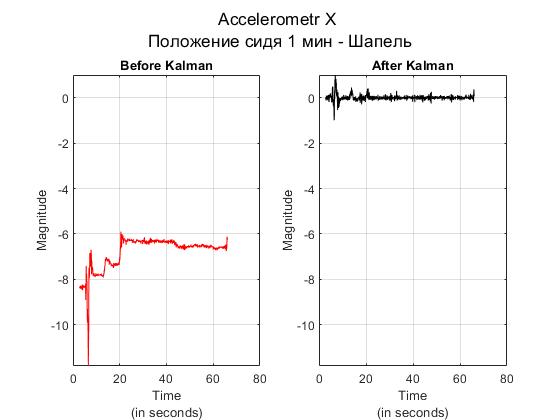 Accelerometr X
Положение сидя 1 мин - Шапель
Before Kalman
After Kalman
0
-2
-4
-6
-8
-10
Magnitude
0
20
40
60
80
Time
(in seconds)
0
-2
-4
-6
-8
-10
Magnitude
0
20
40
60
80
Time
(in seconds)